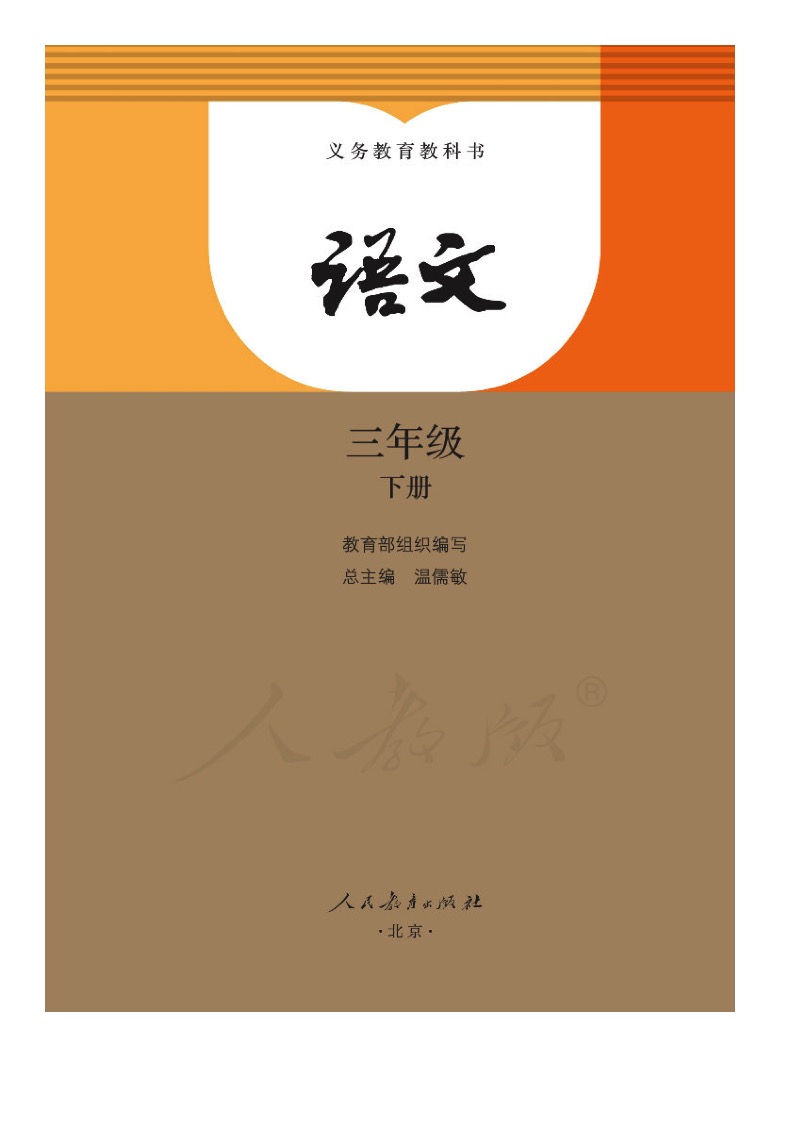 义务教育教科书
语文
三年级
下册
教育部组织编写
总主编 温儒敏
人教版®
人民教育出版社
·北京·